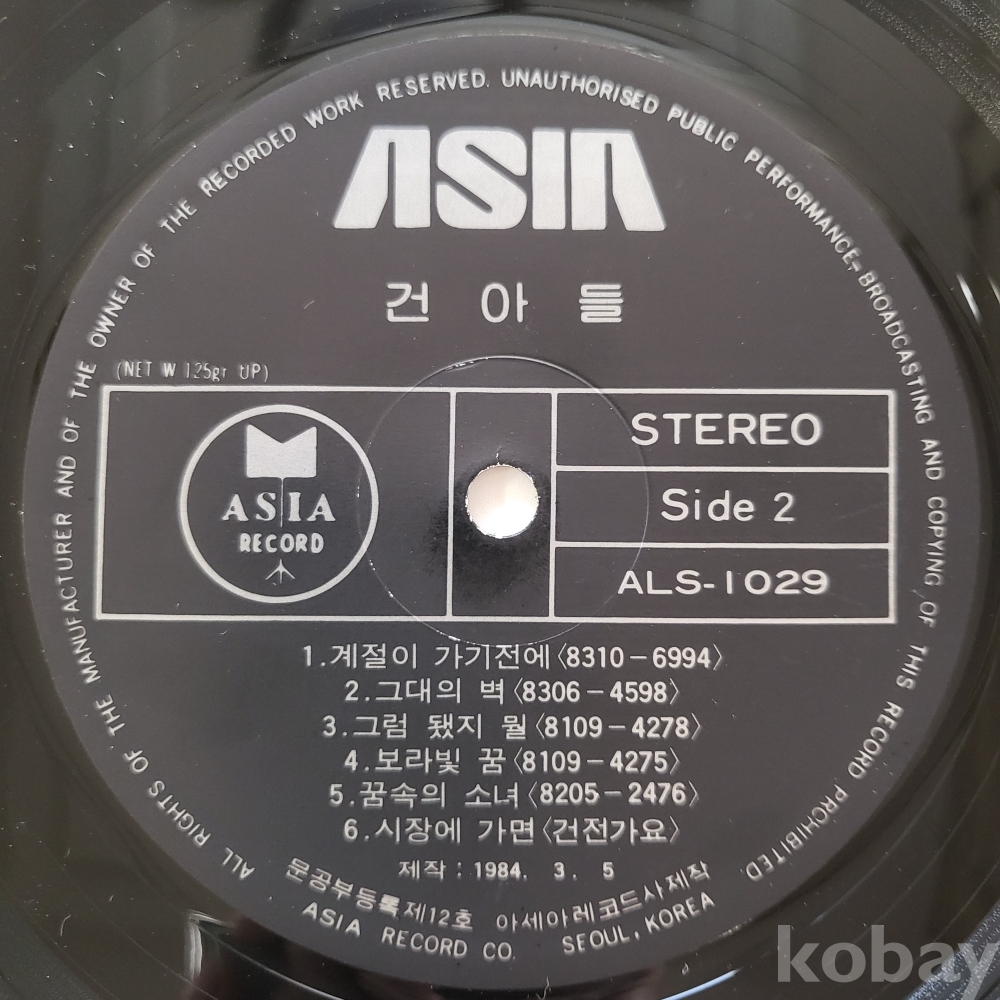 ALL RIGHTS OF THE MANUFACTURER AND OF THE OWNER OF THE RECORDED WORK RESERVED. UNAUTHORISED PUBLIC PERFORMANCE-BROADCASTING AND COPYING OF THIS RECORD PROHIBITED
ASIA
건아들
(NET W 125gr UP)
ASIA
RECORD
STEREO
Side 2
ALS-1029
1.계절이 가기전에〈8310-6994〉
2.그대의 벽〈8306-4598〉
3.그럼 됐지 뭘〈8109-4278〉
4.보라빛 꿈〈8109-4275〉
5.꿈속의 소녀〈8205-2476〉
6.시장에 가면〈건전가요〉
제작 : 1984. 3. 5
문공부등록제12호 아세아레코드사제작
ASIA RECORD CO. SEOUL, KOREA
kobay